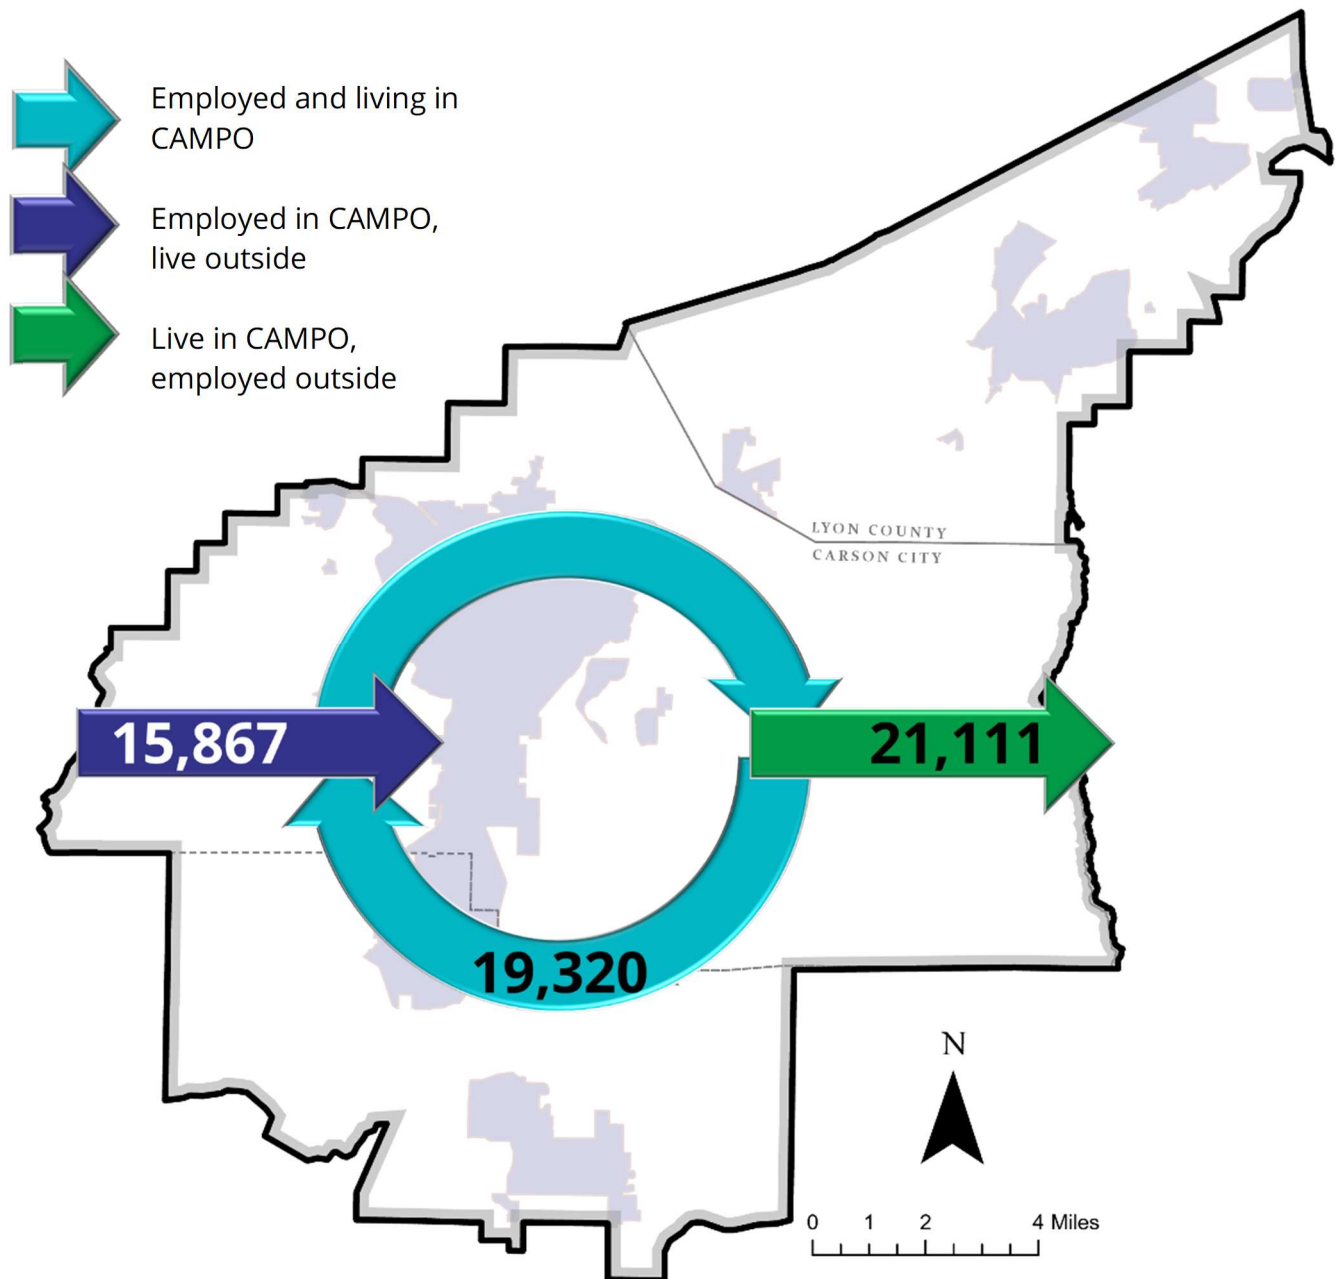 Employed and living in
CAMPO
Employed in CAMPO,
live outside
Live in CAMPO,
employed outside
LYON COUNTY
CARSON CITY
15,867
21,111
19,320
N
0 1 2 4 Miles